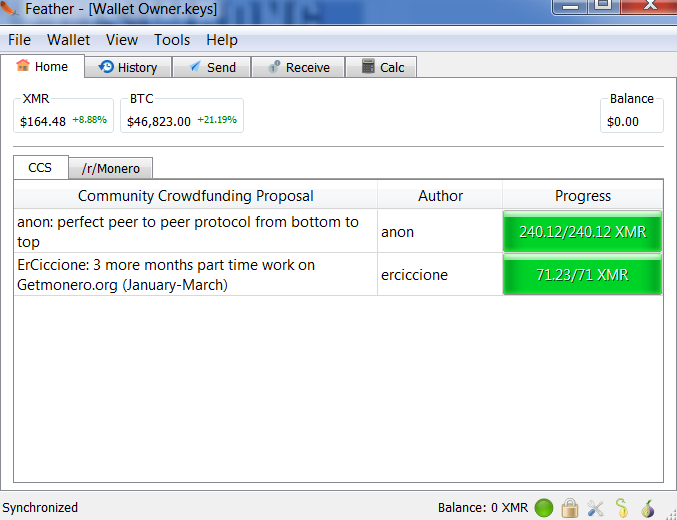 Feather - [Wallet Owner.keys]
File Wallet View Tools Help
Home History Send Receive Calc
XMR BTC Balance
$164.48 +8.88% $46,823.00 +21.19% $0.00
CCS /r/Monero
Community Crowdfunding Proposal Author Progress
anon: perfect peer to peer protocol from bottom to
top
anon
240.12/240.12 XMR
ErCiccione: 3 more months part time work on
Getmonero.org (January-March)
erciccione
71.23/71 XMR
Synchronized Balance: 0 XMR